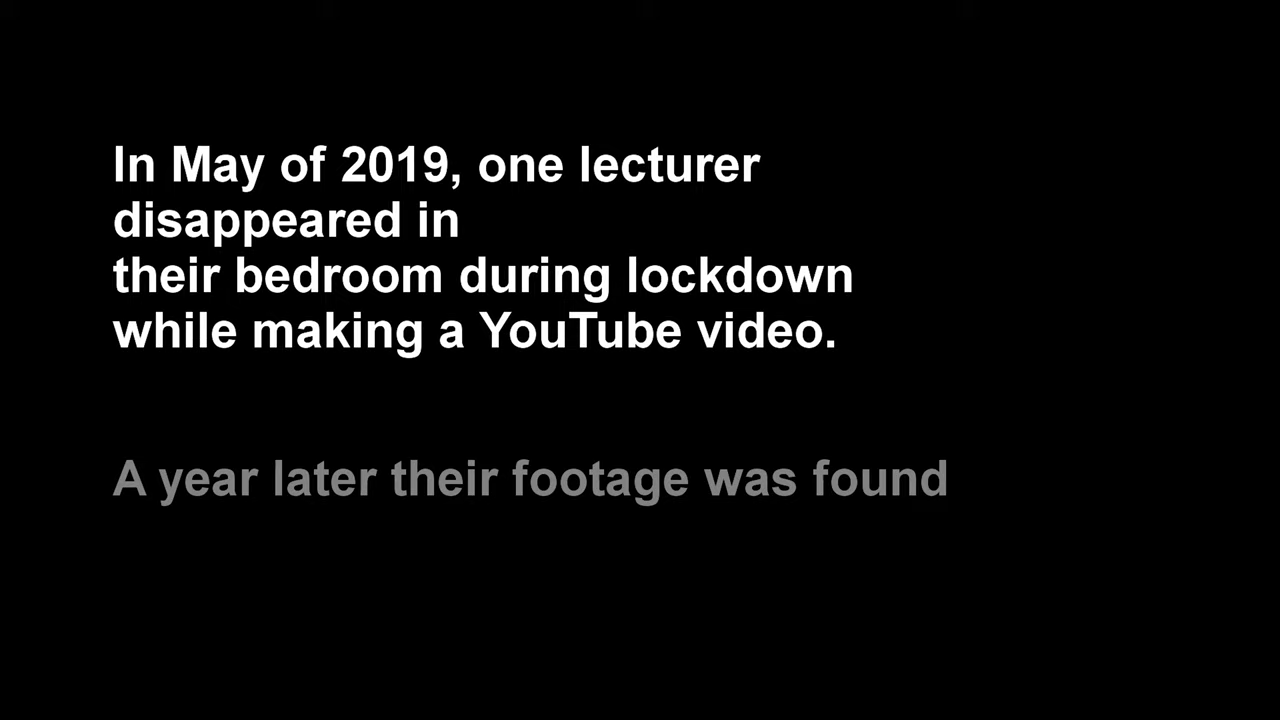 In May of 2019, one lecturer
disappeared in
their bedroom during lockdown
while making a YouTube video.
A year later their footage was found